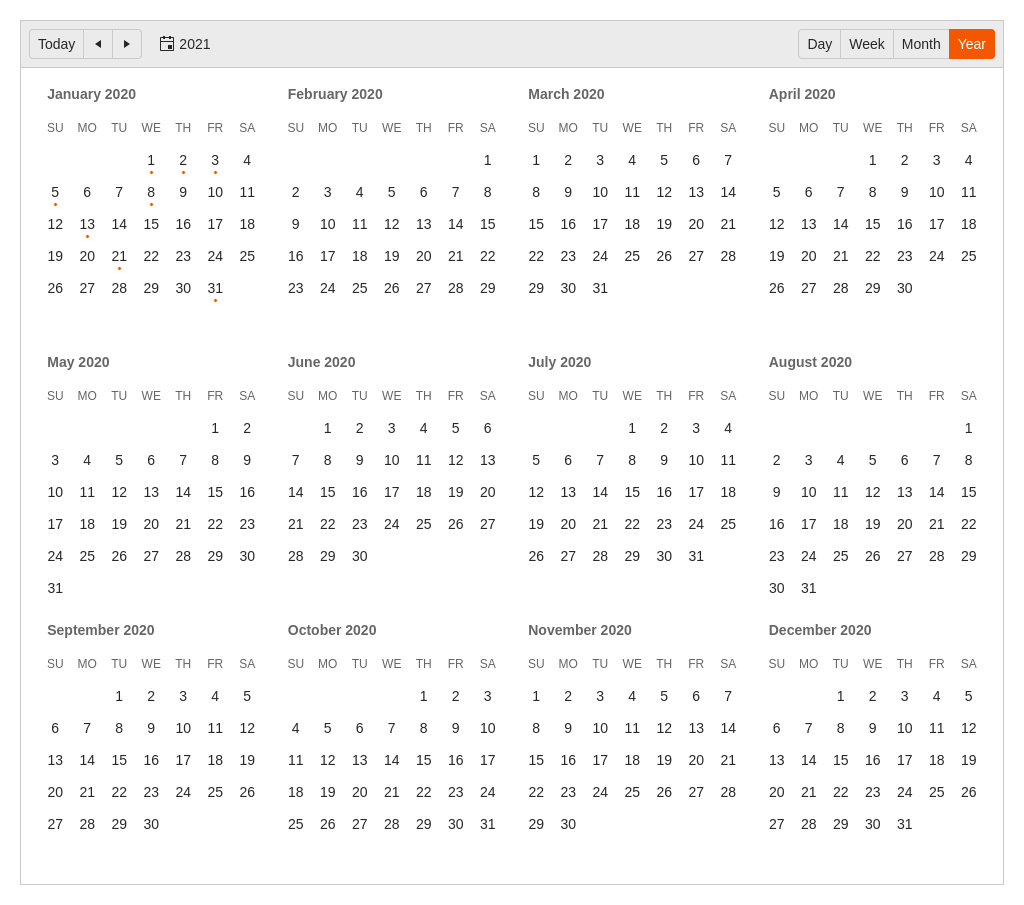 Today 2021 Day Week Month Year
January 2020 February 2020 March 2020 April 2020
SU MO TU WE TH FR SA SU MO TU WE TH FR SA SU MO TU WE TH FR SA SU MO TU WE TH FR SA
1 2 3 4 1 1 2 3 4 5 6 7 1 2 3 4
5 6 7 8 9 10 11 2 3 4 5 6 7 8 8 9 10 11 12 13 14 5 6 7 8 9 10 11
12 13 14 15 16 17 18 9 10 11 12 13 14 15 15 16 17 18 19 20 21 12 13 14 15 16 17 18
19 20 21 22 23 24 25 16 17 18 19 20 21 22 22 23 24 25 26 27 28 19 20 21 22 23 24 25
26 27 28 29 30 31 23 24 25 26 27 28 29 29 30 31 26 27 28 29 30
May 2020 June 2020 July 2020 August 2020
SU MO TU WE TH FR SA SU MO TU WE TH FR SA SU MO TU WE TH FR SA SU MO TU WE TH FR SA
1 2 1 2 3 4 5 6 1 2 3 4 1
3 4 5 6 7 8 9 7 8 9 10 11 12 13 5 6 7 8 9 10 11 2 3 4 5 6 7 8
10 11 12 13 14 15 16 14 15 16 17 18 19 20 12 13 14 15 16 17 18 9 10 11 12 13 14 15
17 18 19 20 21 22 23 21 22 23 24 25 26 27 19 20 21 22 23 24 25 16 17 18 19 20 21 22
24 25 26 27 28 29 30 28 29 30 26 27 28 29 30 31 23 24 25 26 27 28 29
31 30 31
September 2020 October 2020 November 2020 December 2020
SU MO TU WE TH FR SA SU MO TU WE TH FR SA SU MO TU WE TH FR SA SU MO TU WE TH FR SA
1 2 3 4 5 1 2 3 1 2 3 4 5 6 7 1 2 3 4 5
6 7 8 9 10 11 12 4 5 6 7 8 9 10 8 9 10 11 12 13 14 6 7 8 9 10 11 12
13 14 15 16 17 18 19 11 12 13 14 15 16 17 15 16 17 18 19 20 21 13 14 15 16 17 18 19
20 21 22 23 24 25 26 18 19 20 21 22 23 24 22 23 24 25 26 27 28 20 21 22 23 24 25 26
27 28 29 30 25 26 27 28 29 30 31 29 30 27 28 29 30 31